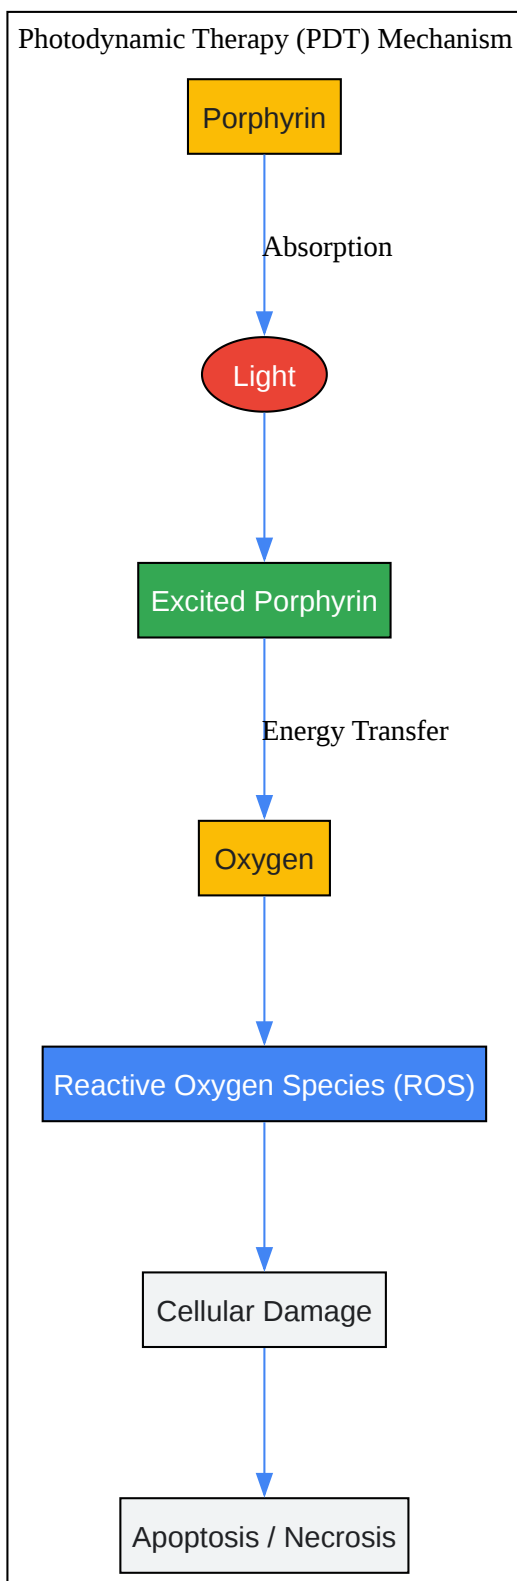 Photodynamic Therapy (PDT) Mechanism
Porphyrin
Absorption
Light
Excited Porphyrin
Energy Transfer
Oxygen
Reactive Oxygen Species (ROS)
Cellular Damage
Apoptosis / Necrosis